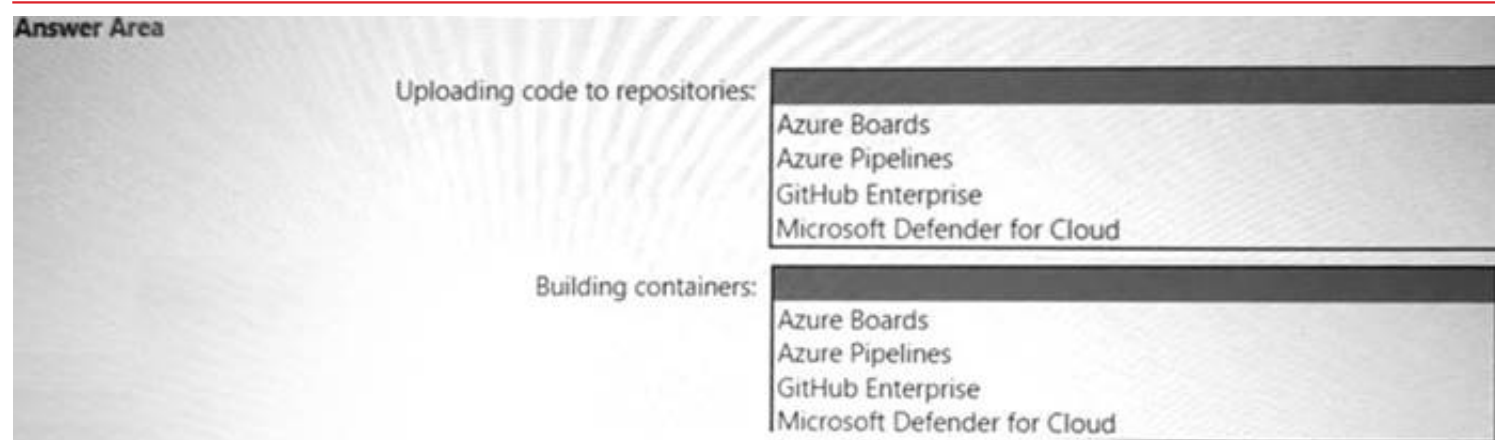 Answer Area
Uploading code to repositories:
Azure Boards
Azure Pipelines
GitHub Enterprise
Microsoft Defender for Cloud
Building containers:
Azure Boards
Azure Pipelines
GitHub Enterprise
Microsoft Defender for Cloud